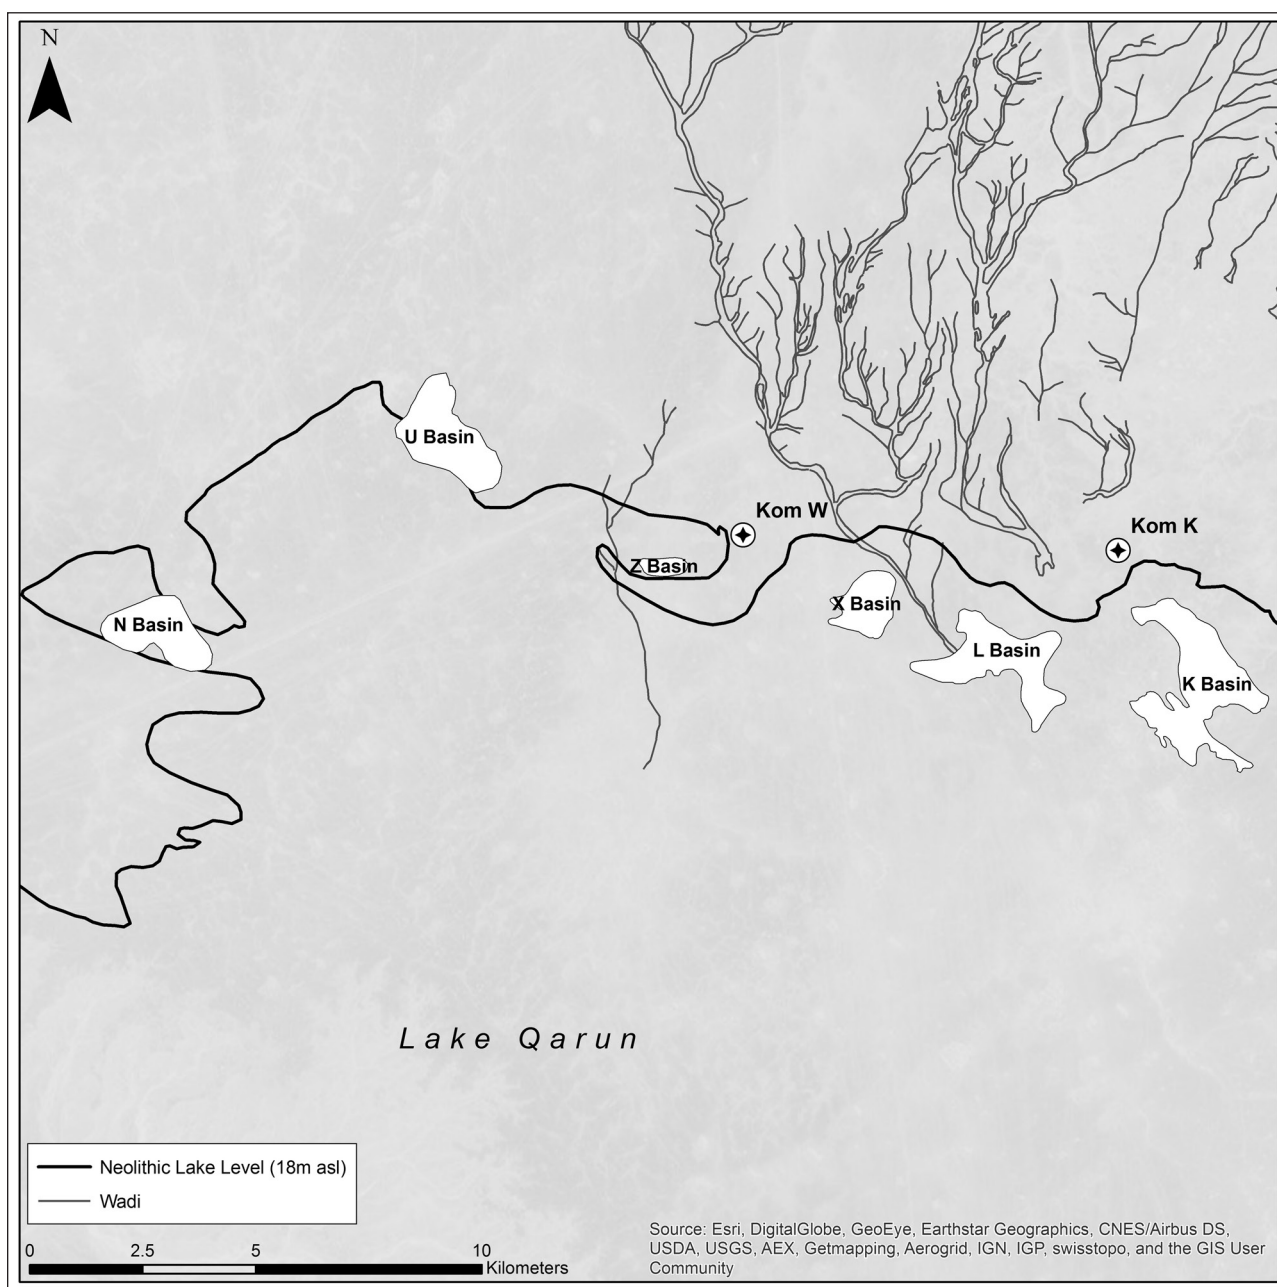 N
U Basin
Kom W
Kom K
Z Basin
X Basin
N Basin
L Basin
K Basin
Lake Qarun
Neolithic Lake Level (18m asl)
Wadi
0 2.5 5 10
Kilometers
Source: Esri, DigitalGlobe, GeoEye, Earthstar Geographics, CNES/Airbus DS,
USDA, USGS, AEX, Getmapping, Aerogrid, IGN, IGP, swisstopo, and the GIS User
Community